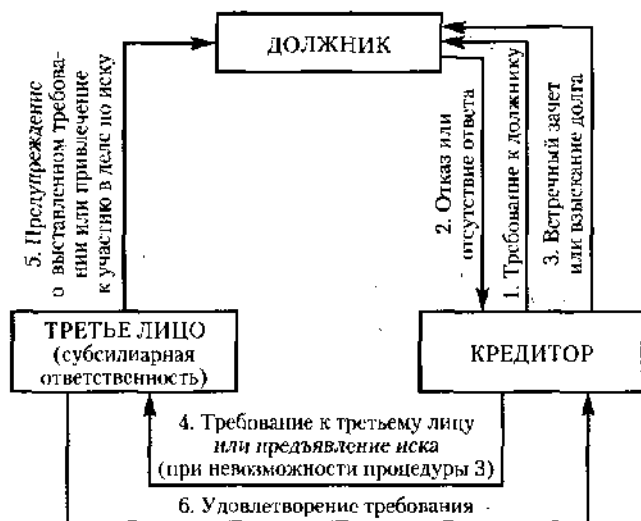 ДОЛЖНИК
5. Предупреждение
о выставленном требова-
нии или привлечение
к участию в деле по иску
2. Отказ или
отсутствие ответа
1. Требование к должнику
3. Встречный зачет
или взыскание долга
ТРЕТЬЕ ЛИЦО
(субсилиарная
ответственность)
КРЕДИТОР
4. Требование к третьему лицу
или предъявление иска
(при невозможности процедуры 3)
6. Удовлетворение требования